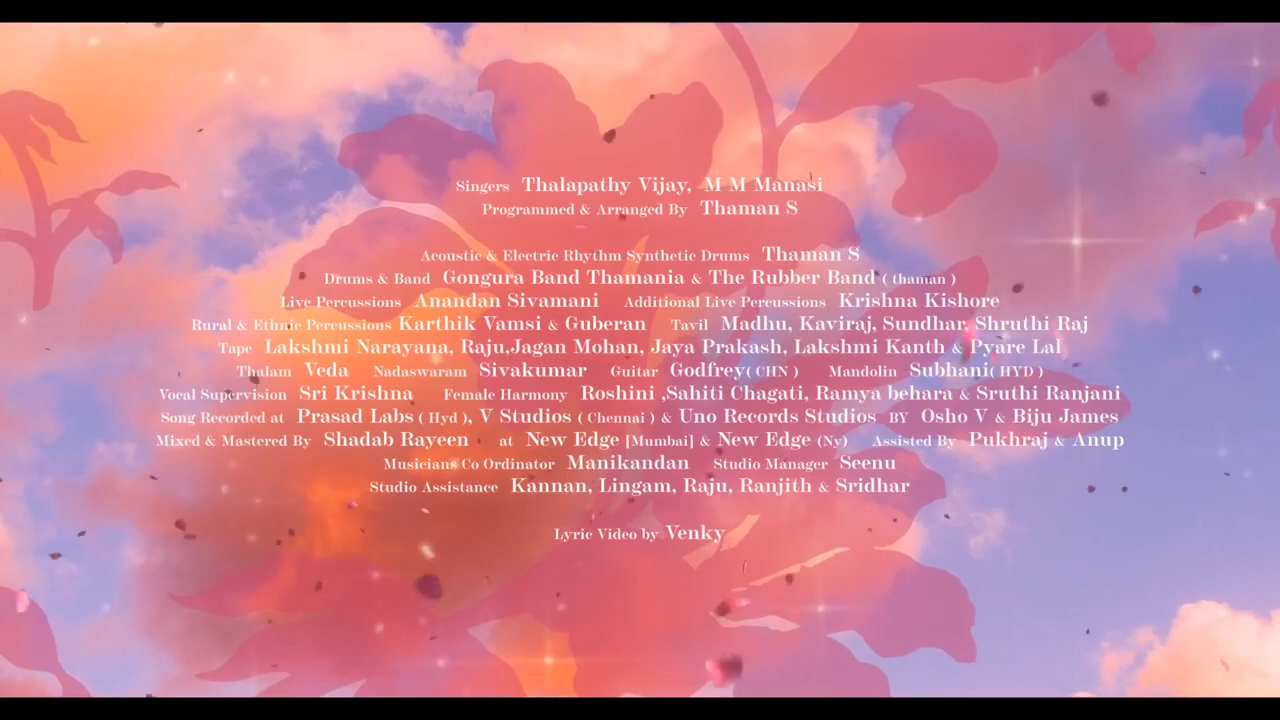 Singers Thalapathy Vijay, M M Manasi
Programmed & Arranged By Thaman S
Acoustic & Electric Rhythm Synthetic Drums Thaman S
Drums & Band Gongura Band Thamania & The Rubber Band ( thaman )
Live Percussions Anandan Sivamani Additional Live Percussions Krishna Kishore
Rural & Ethnic Percussions Karthik Vamsi & Guberan Tavil Madhu, Kaviraj, Sundhar, Shruthi Raj
Tape Lakshmi Narayana, Raju,Jagan Mohan, Jaya Prakash, Lakshmi Kanth & Pyare Lal
Thalam Veda Nadaswaram Sivakumar Guitar Godfrey( CHN ) Mandolin Subhani( HYD )
Vocal Supervision Sri Krishna Female Harmony Roshini ,Sahiti Chagati, Ramya behara & Sruthi Ranjani
Song Recorded at Prasad Labs ( Hyd ), V Studios ( Chennai ) & Uno Records Studios BY Osho V & Biju James
Mixed & Mastered By Shadab Rayeen at New Edge [Mumbai] & New Edge (Ny) Assisted By Pukhraj & Anup
Musicians Co Ordinator Manikandan Studio Manager Seenu
Studio Assistance Kannan, Lingam, Raju, Ranjith & Sridhar
Lyric Video by Venky